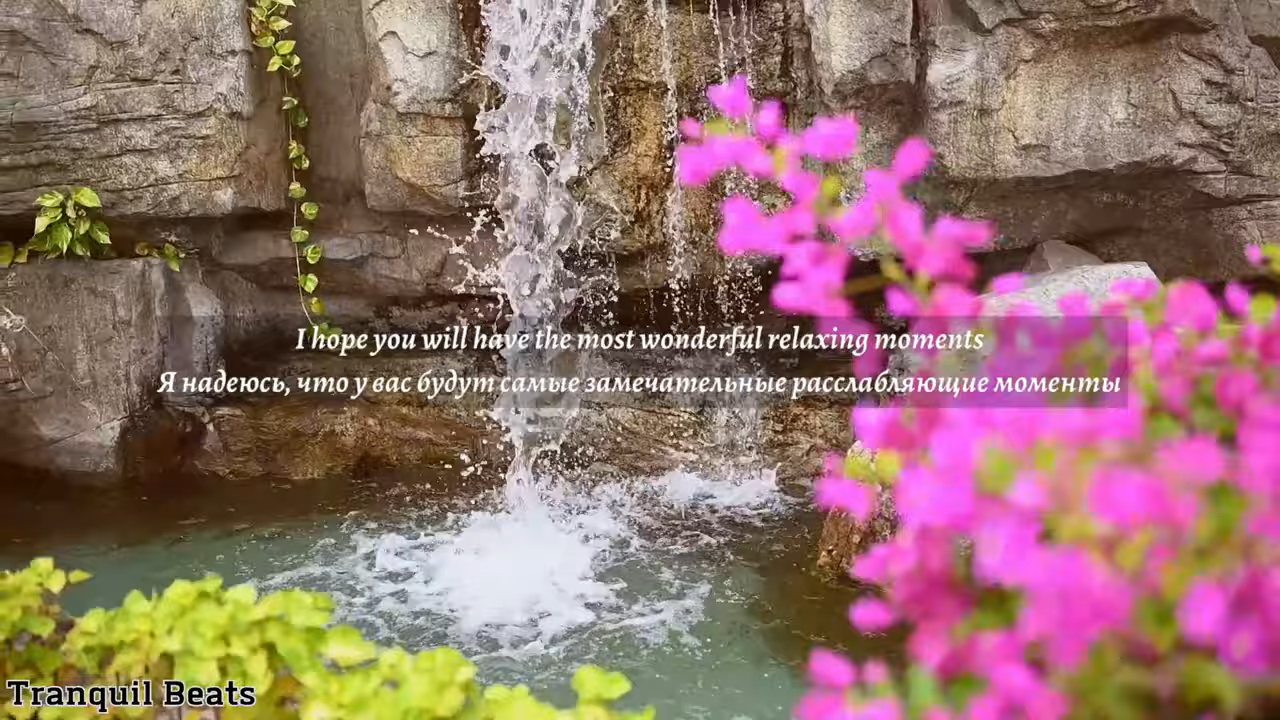 I hope you will have the most wonderful relaxing moments
Я надеюсь, что у вас будут самые замечательные расслабляющие моменты
Tranquil Beats